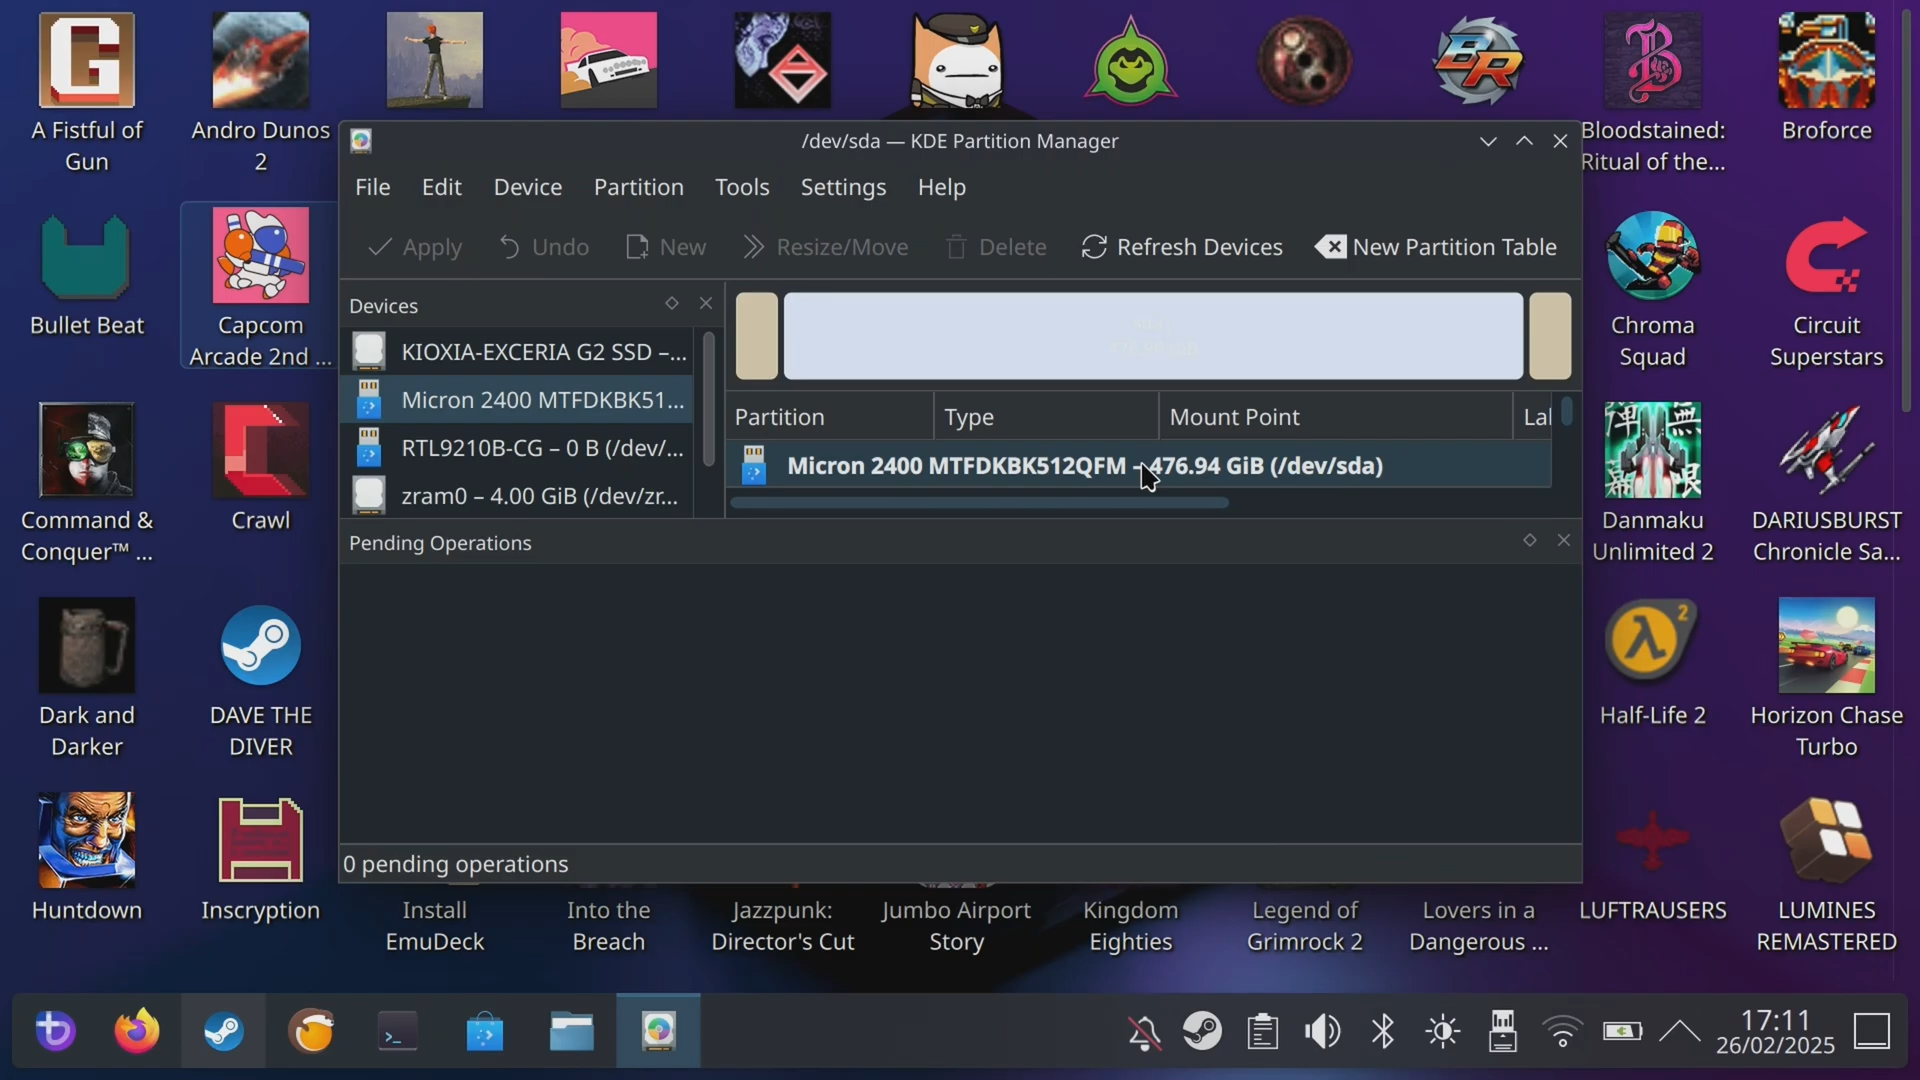 A Fistful of
Gun
Andro Dunos
2
Bloodstained:
Ritual of the...
Broforce
/dev/sda — KDE Partition Manager
File Edit Device Partition Tools Settings Help
Apply Undo New Resize/Move Delete Refresh Devices New Partition Table
Devices
KIOXIA-EXCERIA G2 SSD –...
Micron 2400 MTFDKBK51...
RTL9210B-CG – 0 B (/dev/...
zram0 – 4.00 GiB (/dev/zr...
Partition Type Mount Point Lal
Micron 2400 MTFDKBK512QFM – 476.94 GiB (/dev/sda)
Pending Operations
0 pending operations
Bullet Beat
Capcom
Arcade 2nd ...
Chroma
Squad
Circuit
Superstars
Command &
Conquer™ ...
Crawl
Danmaku
Unlimited 2
DARIUSBURST
Chronicle Sa...
Dark and
Darker
DAVE THE
DIVER
Half-Life 2
Horizon Chase
Turbo
Huntdown
Inscryption
Install
EmuDeck
Into the
Breach
Jazzpunk:
Director's Cut
Jumbo Airport
Story
Kingdom
Eighties
Legend of
Grimrock 2
Lovers in a
Dangerous ...
LUFTRAUSERS
LUMINES
REMASTERED
17:11
26/02/2025